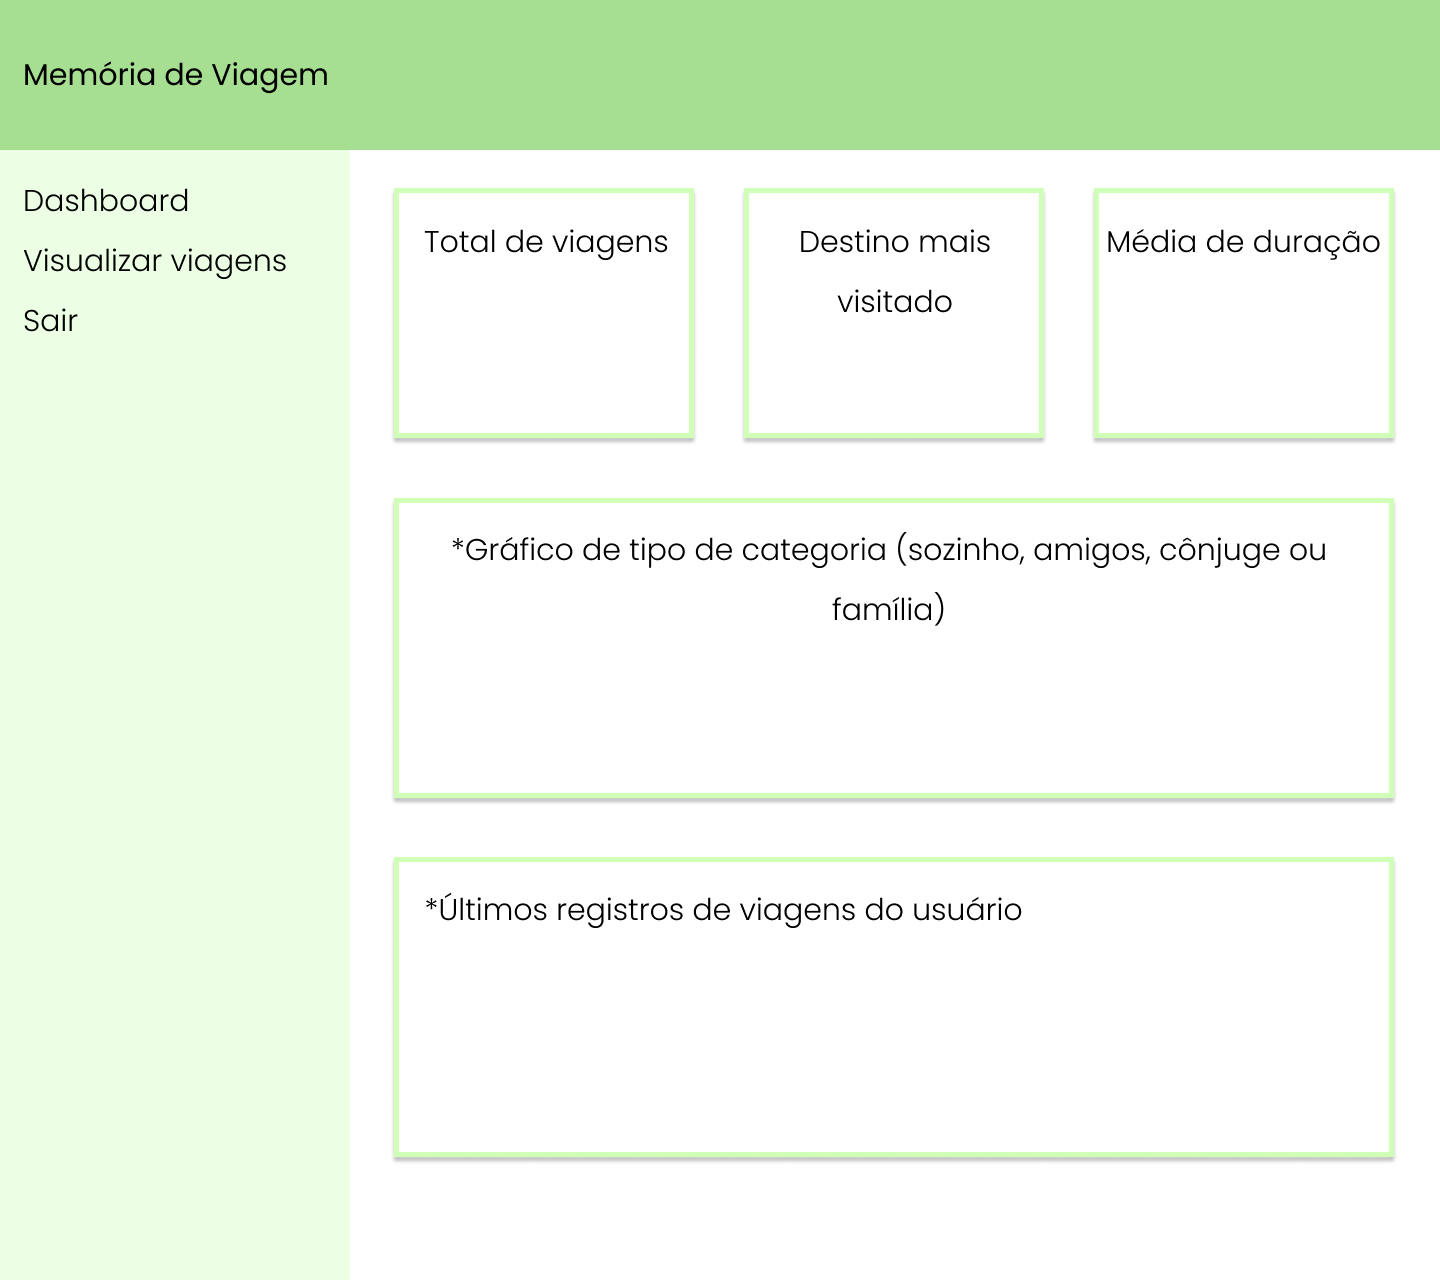 Memória de Viagem
Dashboard
Visualizar viagens
Sair
Total de viagens
Destino mais
visitado
Média de duração
*Gráfico de tipo de categoria (sozinho, amigos, cônjuge ou
família)
*Últimos registros de viagens do usuário